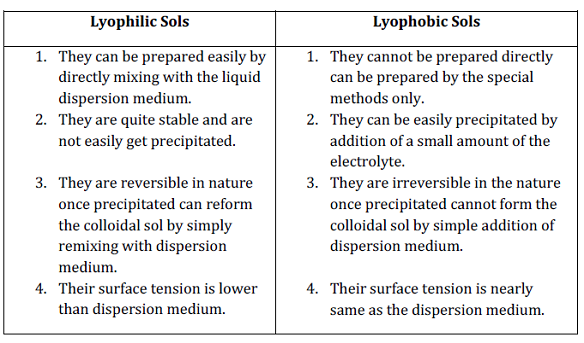 Lyophilic Sols
Lyophobic Sols
1. They can be prepared easily by
directly mixing with the liquid
dispersion medium.
2. They are quite stable and are
not easily get precipitated.
3. They are reversible in nature
once precipitated can reform
the colloidal sol by simply
remixing with dispersion
medium.
4. Their surface tension is lower
than dispersion medium.
1. They cannot be prepared directly
can be prepared by the special
methods only.
2. They can be easily precipitated by
addition of a small amount of the
electrolyte.
3. They are irreversible in the nature
once precipitated cannot form the
colloidal sol by simple addition of
dispersion medium.
4. Their surface tension is nearly
same as the dispersion medium.